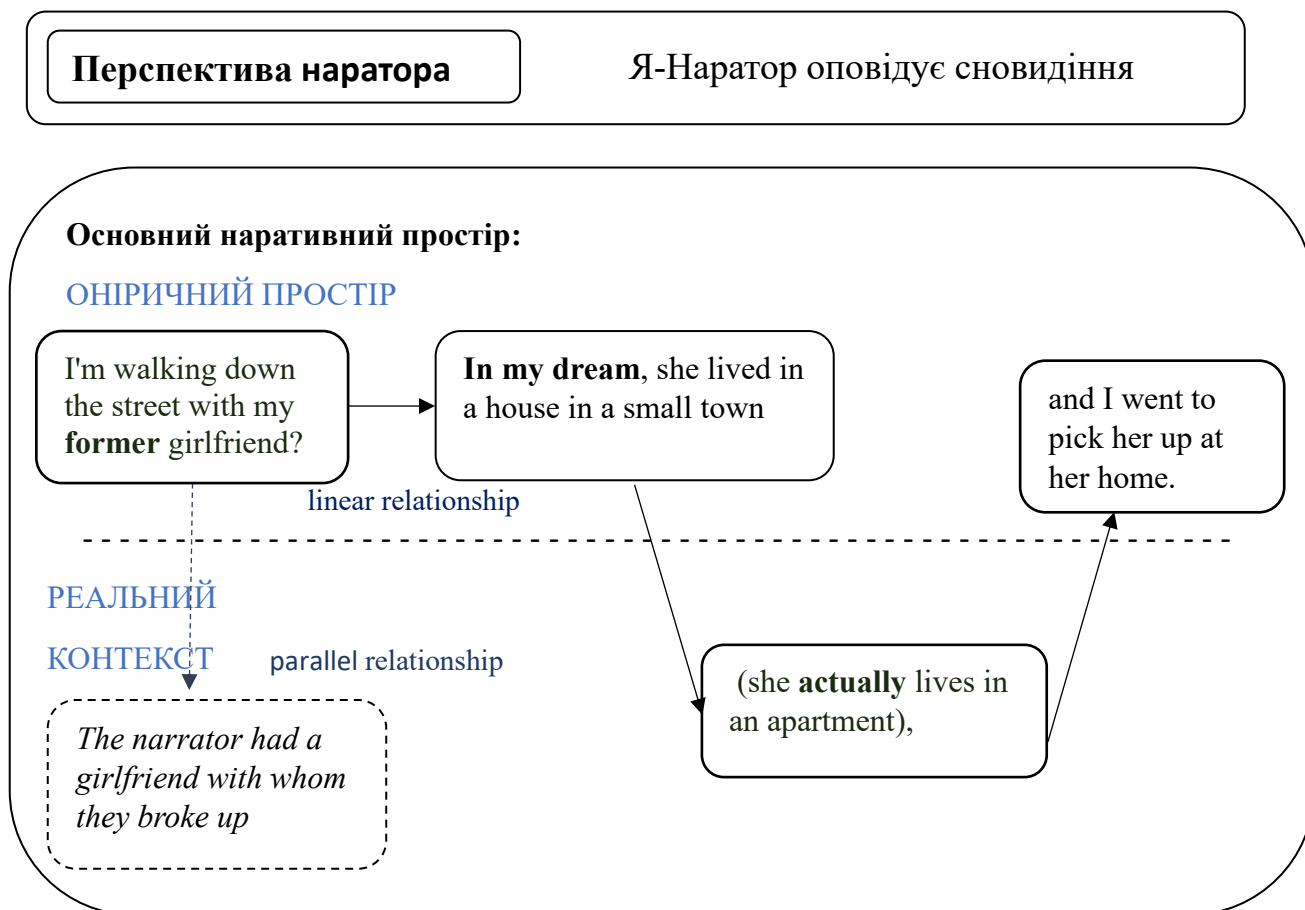 Перспектива наратора
Я-Наратор оповідує сновидіння
Основний наративний простір:
ОНІРИЧНИЙ ПРОСТІР
I'm walking down
the street with my
former girlfriend?
In my dream, she lived in
a house in a small town
and I went to
pick her up at
her home.
linear relationship
РЕАЛЬНИЙ
КОНТЕКСТ
parallel relationship
(she actually lives in
an apartment),
The narrator had a
girlfriend with whom
they broke up